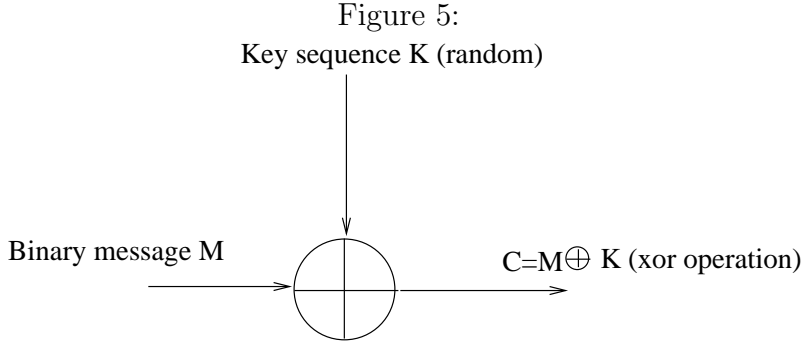 Figure 5:
Key sequence K (random)
Binary message M
C=M⊕ K (xor operation)